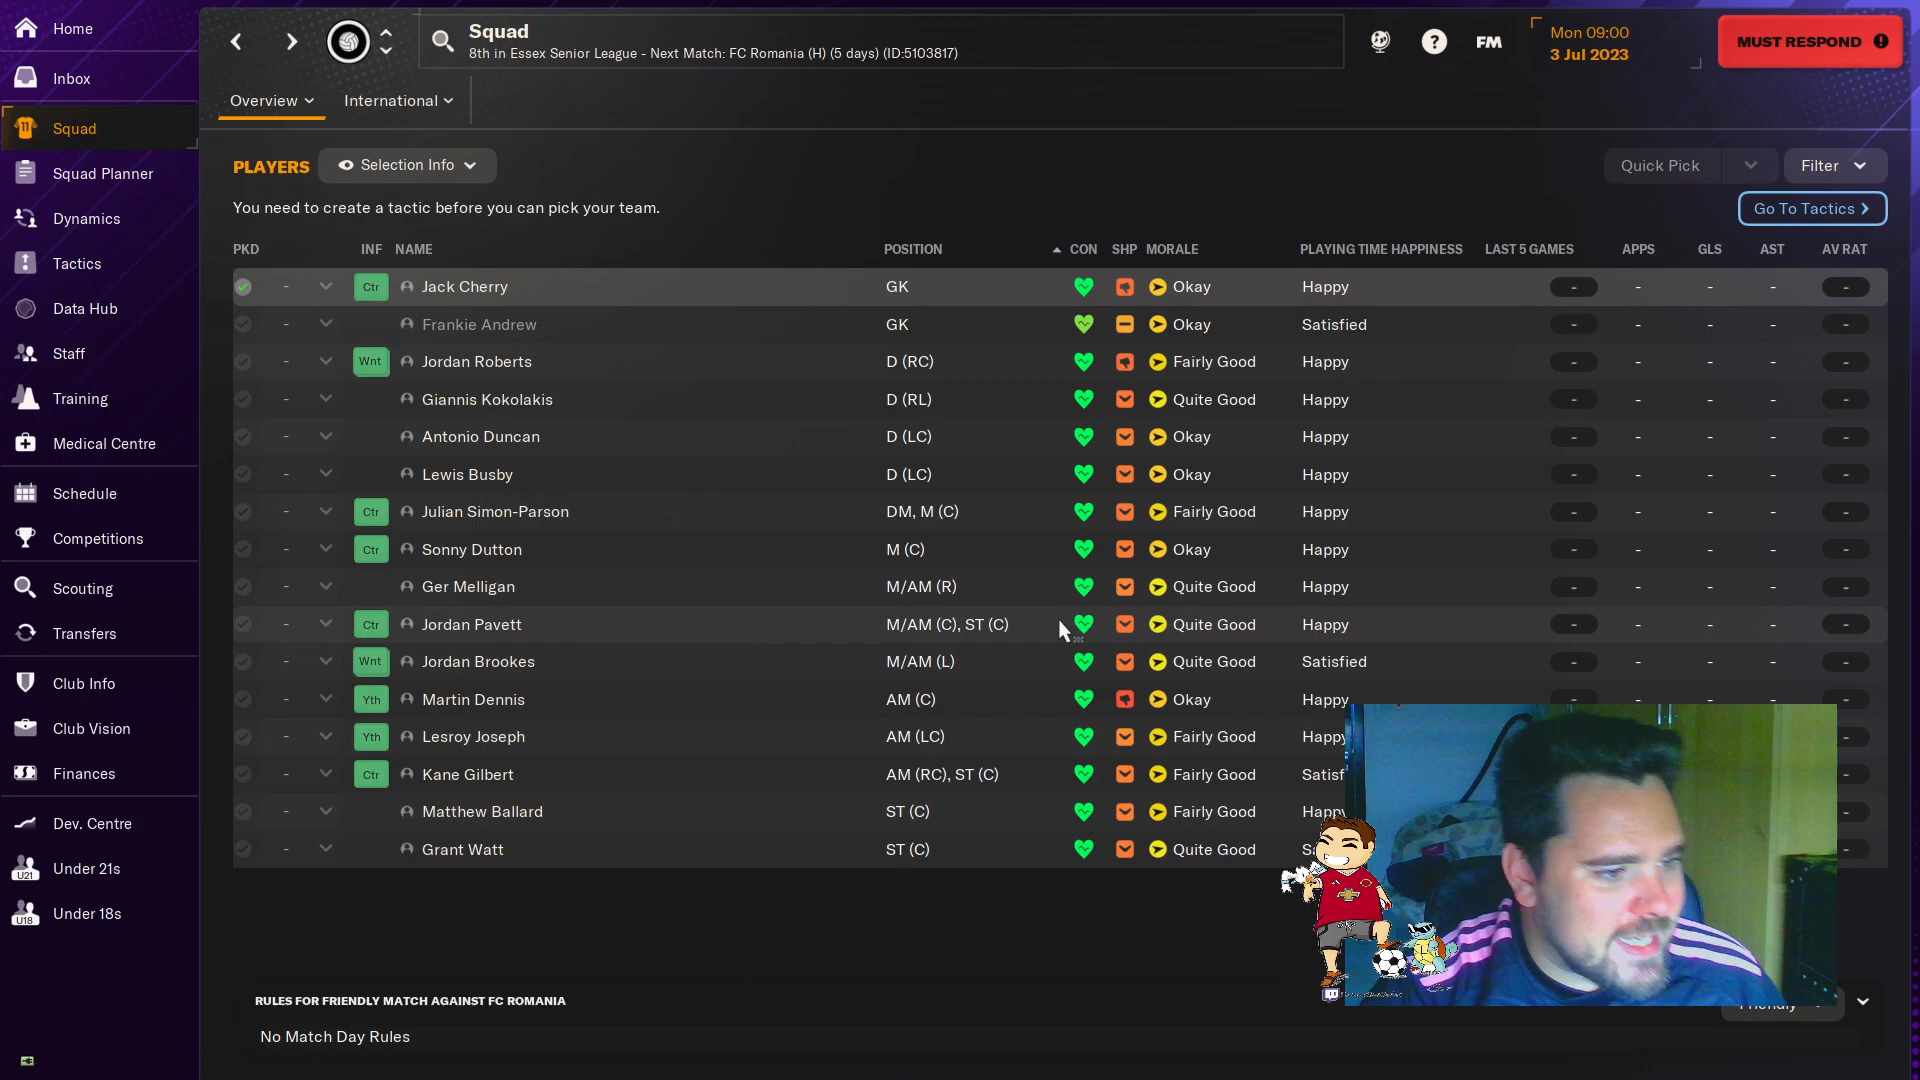 Home
Inbox
Squad
Squad Planner
Dynamics
Tactics
Data Hub
Staff
Training
Medical Centre
Schedule
Competitions
Scouting
Transfers
Club Info
Club Vision
Finances
Dev. Centre
U21 Under 21s
U18 Under 18s
Squad
8th in Essex Senior League - Next Match: FC Romania (H) (5 days) (ID:5103817)
? FM
Mon 09:00
3 Jul 2023
MUST RESPOND
Overview International
PLAYERS Selection Info Quick Pick Filter
You need to create a tactic before you can pick your team. Go To Tactics
PKD INF NAME POSITION CON SHP MORALE PLAYING TIME HAPPINESS LAST 5 GAMES APPS GLS AST AV RAT
- Ctr Jack Cherry GK Okay Happy - - - - -
- Frankie Andrew GK Okay Satisfied - - - - -
- Wnt Jordan Roberts D (RC) Fairly Good Happy - - - - -
- Giannis Kokolakis D (RL) Quite Good Happy - - - - -
- Antonio Duncan D (LC) Okay Happy - - - - -
- Lewis Busby D (LC) Okay Happy - - - - -
- Ctr Julian Simon-Parson DM, M (C) Fairly Good Happy - - - - -
- Ctr Sonny Dutton M (C) Okay Happy - - - - -
- Ger Melligan M/AM (R) Quite Good Happy - - - - -
- Ctr Jordan Pavett M/AM (C), ST (C) Quite Good Happy - - - - -
- Wnt Jordan Brookes M/AM (L) Quite Good Satisfied - - - - -
- Yth Martin Dennis AM (C) Okay Happy - - - - -
- Yth Lesroy Joseph AM (LC) Fairly Good Happy -
- Ctr Kane Gilbert AM (RC), ST (C) Fairly Good Satisf -
- Matthew Ballard ST (C) Fairly Good Happy -
- Grant Watt ST (C) Quite Good Sa -
RULES FOR FRIENDLY MATCH AGAINST FC ROMANIA
Friendly
No Match Day Rules